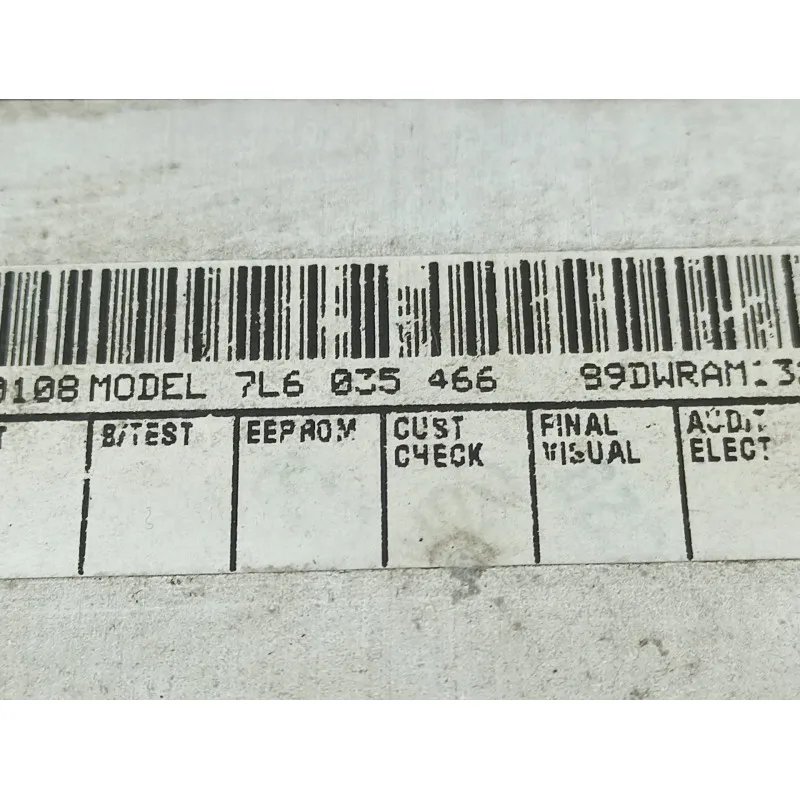 0108 MODEL 7L6 035 466 89DWRAM:3
B/TEST EEPROM CUST CHECK FINAL VISUAL AUDIT ELECT